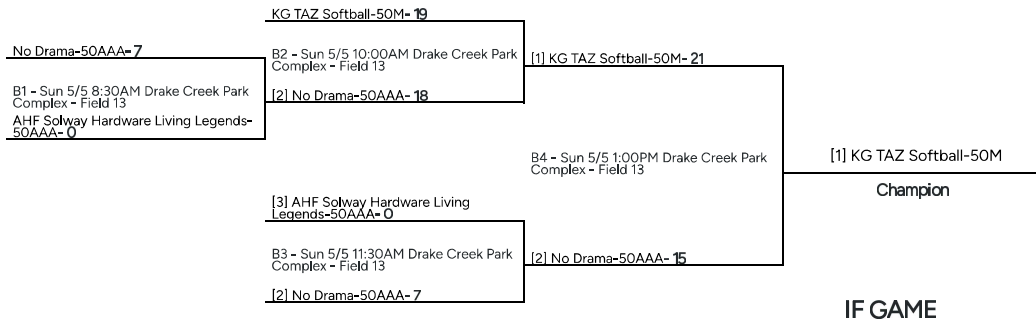 KG TAZ Softball-50M- 19
No Drama-50AAA- 7
B1 - Sun 5/5 8:30AM Drake Creek Park
Complex - Field 13
AHF Solway Hardware Living Legends-
50AAA- 0
B2 - Sun 5/5 10:00AM Drake Creek Park
Complex - Field 13
[2] No Drama-50AAA- 18
[1] KG TAZ Softball-50M- 21
B4 - Sun 5/5 1:00PM Drake Creek Park
Complex - Field 13
[1] KG TAZ Softball-50M
Champion
[3] AHF Solway Hardware Living
Legends-50AAA- 0
B3 - Sun 5/5 11:30AM Drake Creek Park
Complex - Field 13
[2] No Drama-50AAA- 7
[2] No Drama-50AAA- 15
IF GAME